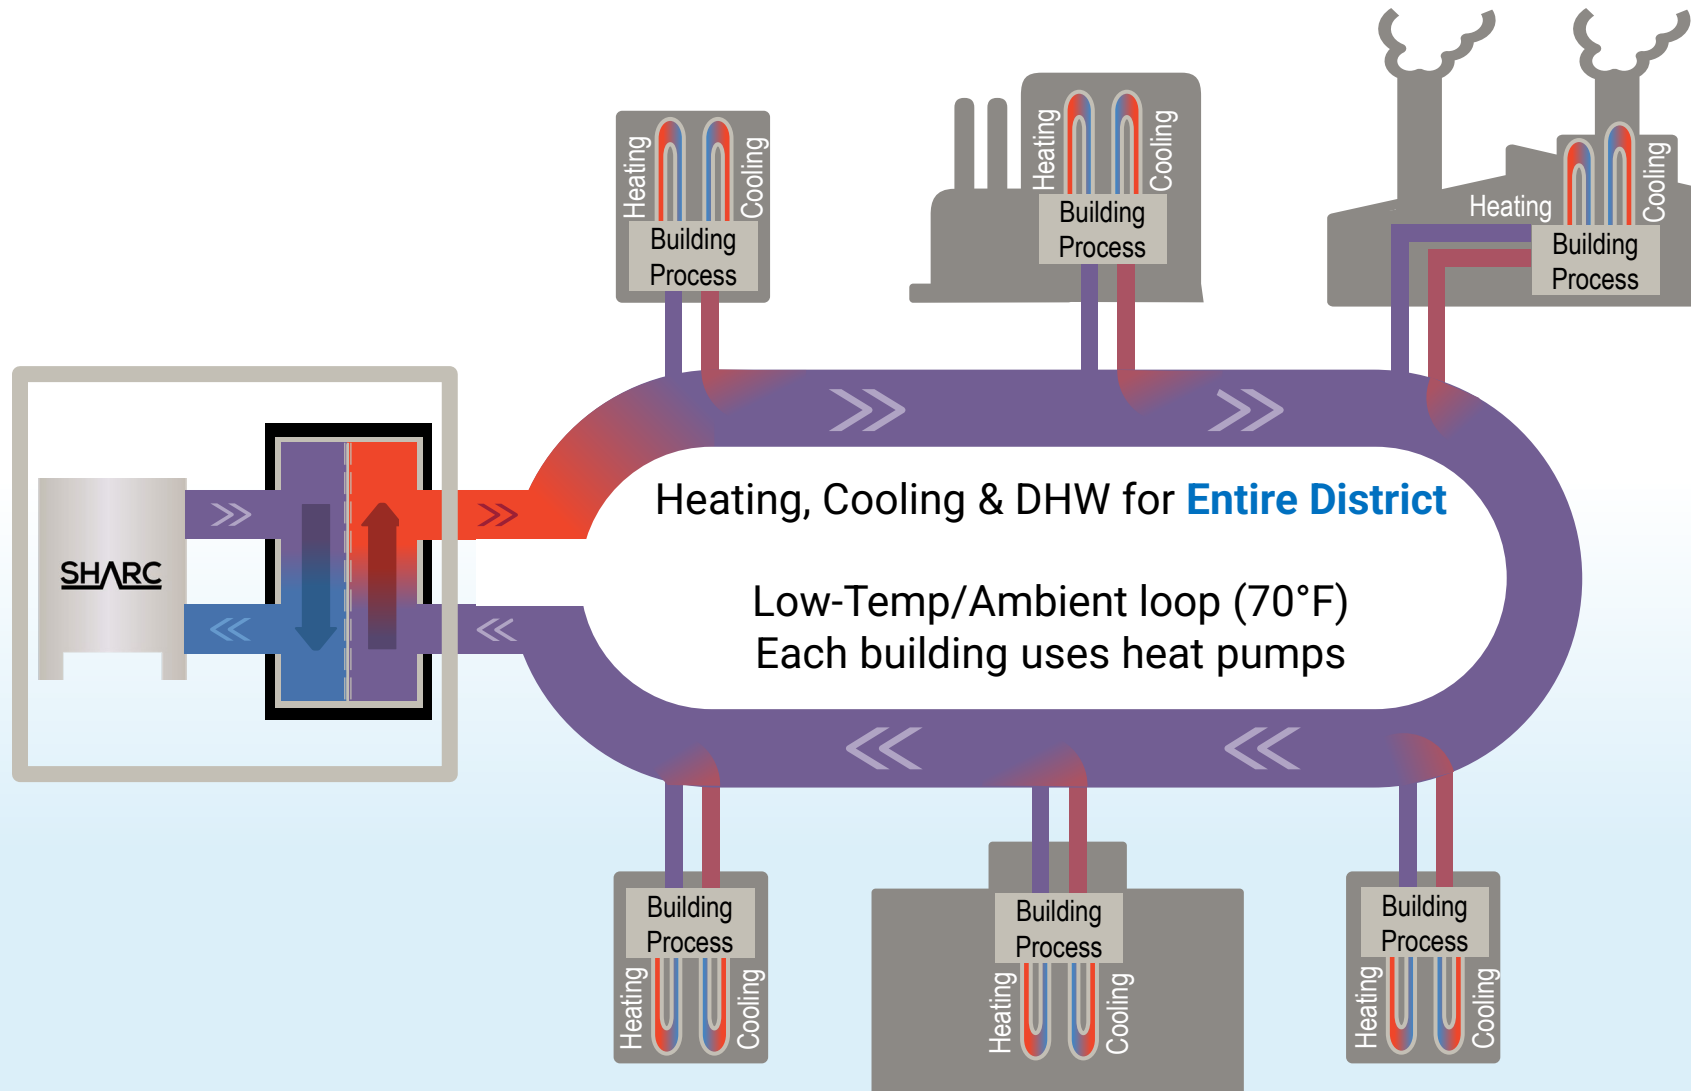 Heating
Cooling
Building
Process
Heating
Cooling
Building
Process
Heating
Cooling
Building
Process
SHARC
Heating, Cooling & DHW for Entire District
Low-Temp/Ambient loop (70°F)
Each building uses heat pumps
Building
Process
Heating
Cooling
Building
Process
Heating
Cooling
Building
Process
Heating
Cooling